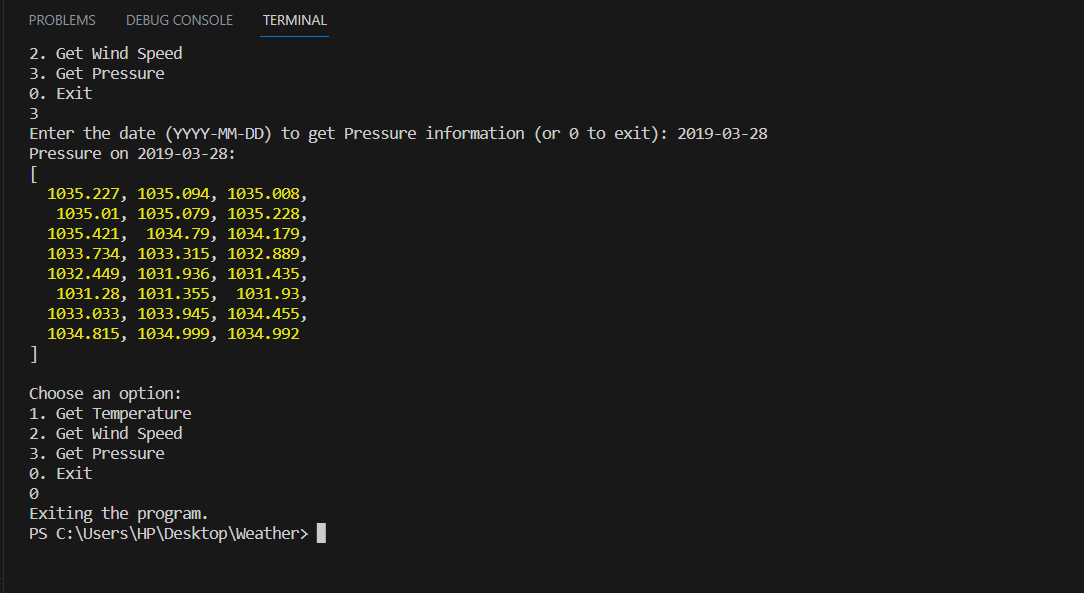 PROBLEMS DEBUG CONSOLE TERMINAL
2. Get Wind Speed
3. Get Pressure
0. Exit
3
Enter the date (YYYY-MM-DD) to get Pressure information (or 0 to exit): 2019-03-28
Pressure on 2019-03-28:
[
  1035.227, 1035.094, 1035.008,
   1035.01, 1035.079, 1035.228,
  1035.421,  1034.79, 1034.179,
  1033.734, 1033.315, 1032.889,
  1032.449, 1031.936, 1031.435,
   1031.28, 1031.355,  1031.93,
  1033.033, 1033.945, 1034.455,
  1034.815, 1034.999, 1034.992
]
Choose an option:
1. Get Temperature
2. Get Wind Speed
3. Get Pressure
0. Exit
0
Exiting the program.
PS C:\Users\HP\Desktop\Weather>